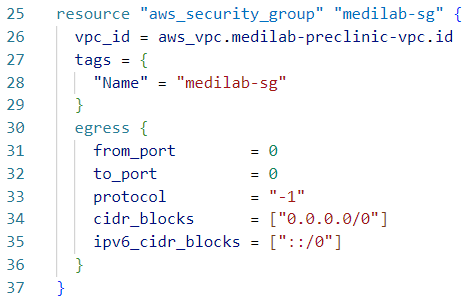 25 resource "aws_security_group" "medilab-sg" {
26   vpc_id = aws_vpc.medilab-preclinic-vpc.id
27   tags = {
28     "Name" = "medilab-sg"
29   }
30   egress {
31     from_port        = 0
32     to_port          = 0
33     protocol         = "-1"
34     cidr_blocks      = ["0.0.0.0/0"]
35     ipv6_cidr_blocks = ["::/0"]
36   }
37 }